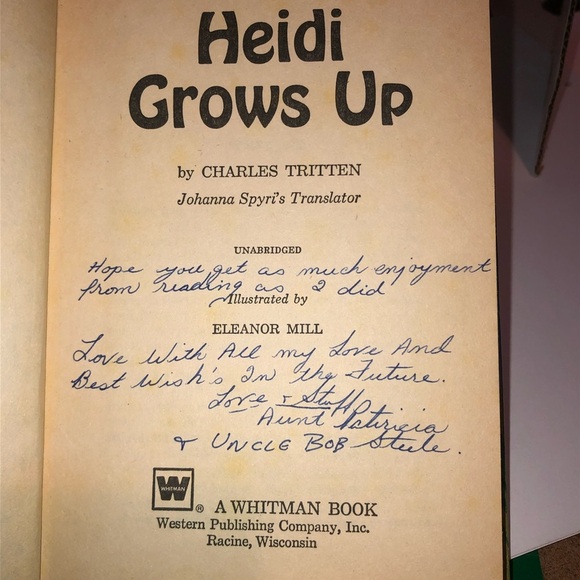 Heidi
Grows Up
by CHARLES TRITTEN
Johanna Spyri's Translator
UNABRIDGED
Hope you get as much enjoyment
from reading as I did
Illustrated by
ELEANOR MILL
Love With All my Love And
Best Wish's In the Future.
Love & Stuff
Aunt Patiricia
& UNCLE BOB Steele.
W
WHITMAN
® A WHITMAN BOOK
Western Publishing Company, Inc.
Racine, Wisconsin